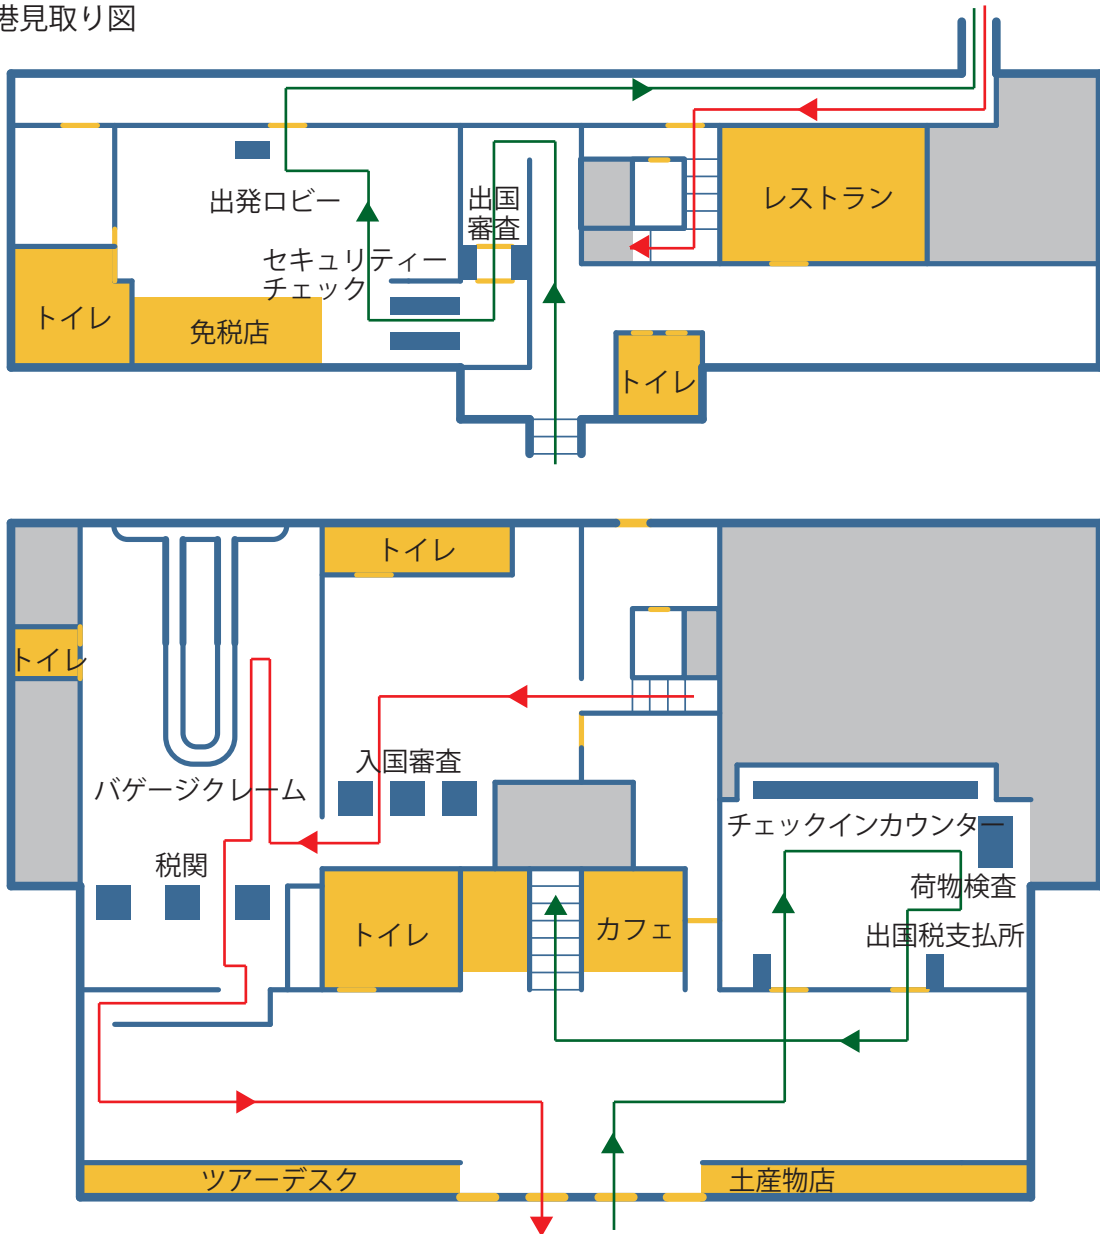 港見取り図
出発ロビー
出国
審査
レストラン
セキュリティー
チェック
トイレ
免税店
トイレ
トイレ
トイレ
入国審査
バゲージクレーム
チェックインカウンター
税関
荷物検査
トイレ
カフェ
出国税支払所
ツアーデスク
土産物店